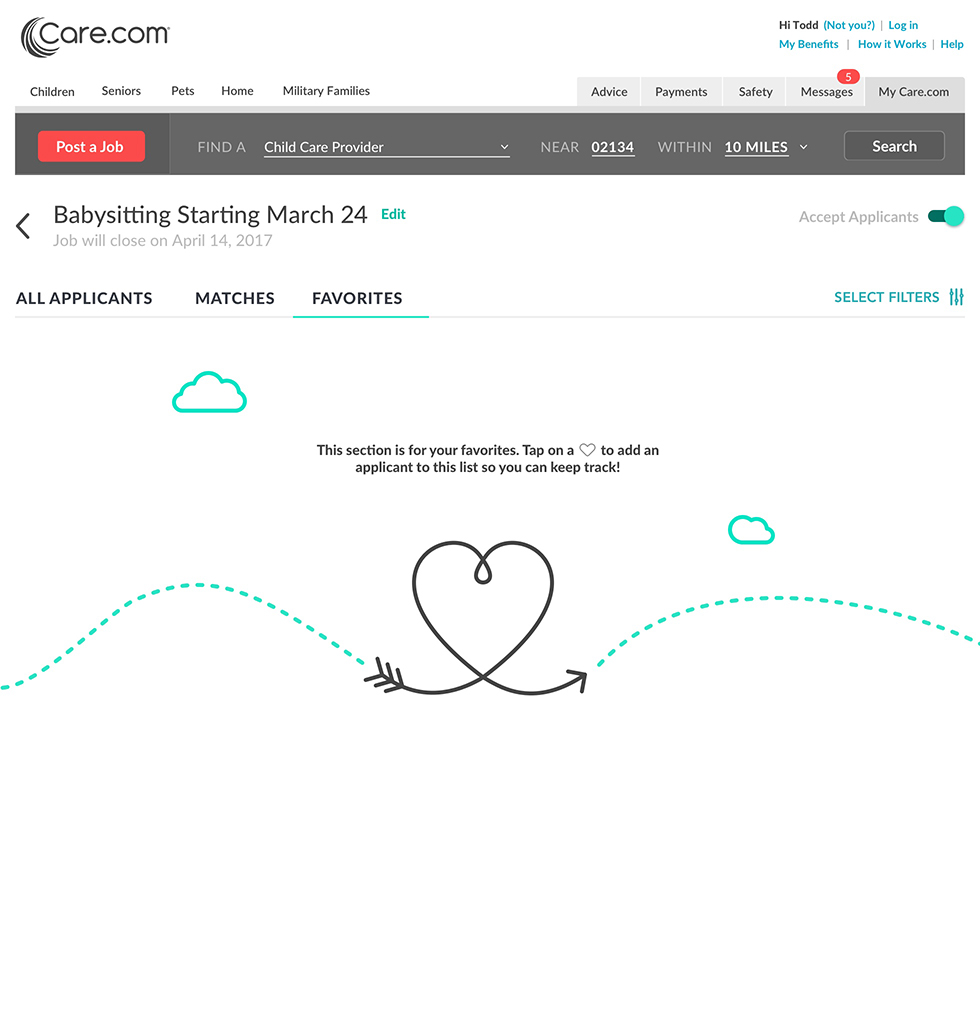 Care.com
Hi Todd (Not you?) | Log in
My Benefits | How it Works | Help
Children Seniors Pets Home Military Families
5
Advice Payments Safety Messages My Care.com
Post a Job FIND A Child Care Provider NEAR 02134 WITHIN 10 MILES Search
Babysitting Starting March 24 Edit
Accept Applicants
Job will close on April 14, 2017
ALL APPLICANTS MATCHES FAVORITES SELECT FILTERS
This section is for your favorites. Tap on a to add an
applicant to this list so you can keep track!